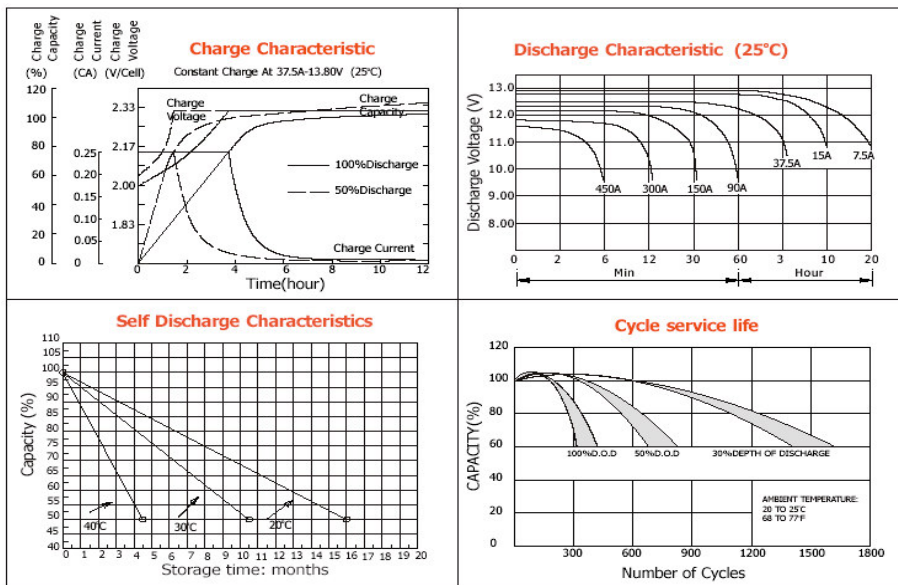 Charge Characteristic
Constant Charge At 37.5A-13.80V (25°C)
Charge Capacity
Charge Current
Charge Voltage
(%)
(CA)
(V/Cell)
120
100
80
60
40
20
0
0.25
0.20
0.15
0.10
0.05
0
2.33
2.17
2.00
1.83
Charge Voltage
Charge Capacity
100%Discharge
50%Discharge
Charge Current
0 2 4 6 8 10 12
Time(hour)
Discharge Characteristic (25°C)
Discharge Voltage (V)
13.0
12.0
11.0
10.0
9.00
8.00
450A 300A 150A 90A 37.5A 15A 7.5A
0 2 6 12 30 60 3 10 20
Min Hour
Self Discharge Characteristics
Capacity (%)
110
100
95
90
85
80
75
70
65
60
55
50
45
40
40°C 30°C 20°C
0 1 2 3 4 5 6 7 8 9 10 11 12 13 14 15 16 17 18 19 20
Storage time: months
Cycle service life
CAPACITY(%)
120
100
80
60
40
20
0
100%D.O.D 50%D.O.D 30%DEPTH OF DISCHARGE
AMBIENT TEMPERATURE:
20 TO 25°C
68 TO 77°F
300 600 900 1200 1500 1800
Number of Cycles